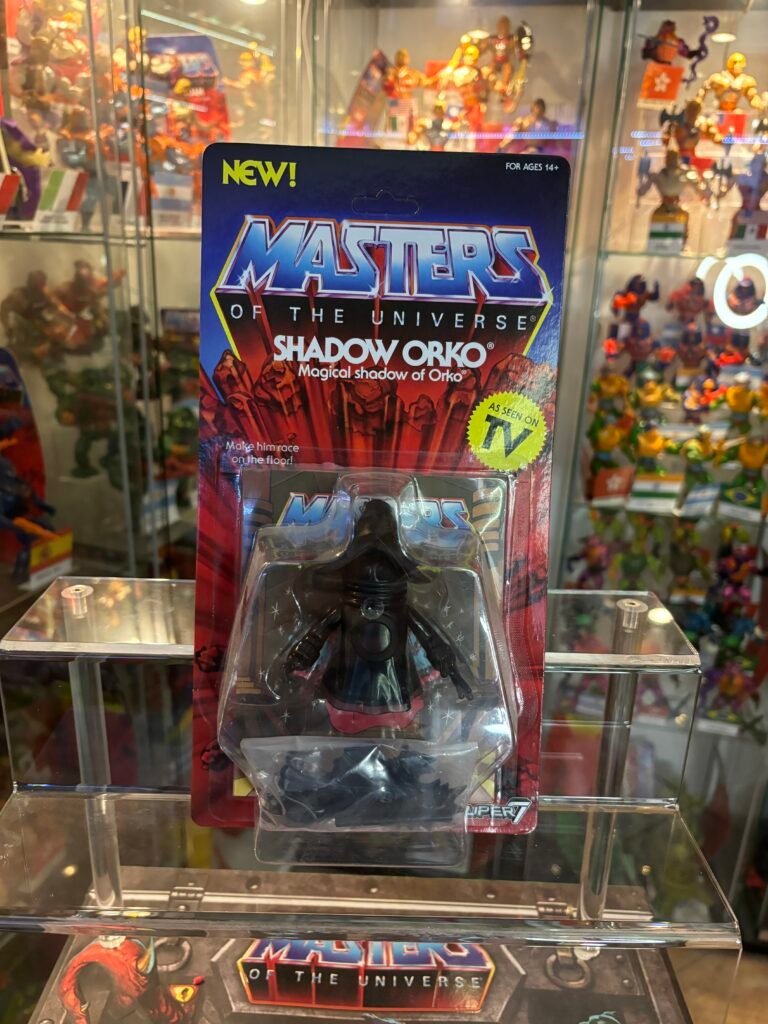 NEW!
FOR AGES 14+
MASTERS
OF THE UNIVERSE®
SHADOW ORKO®
Magical shadow of Orko
AS SEEN ON
TV
Make him race
on the floor!
MASTERS
SUPER7
MASTERS
OF THE UNIVERSE